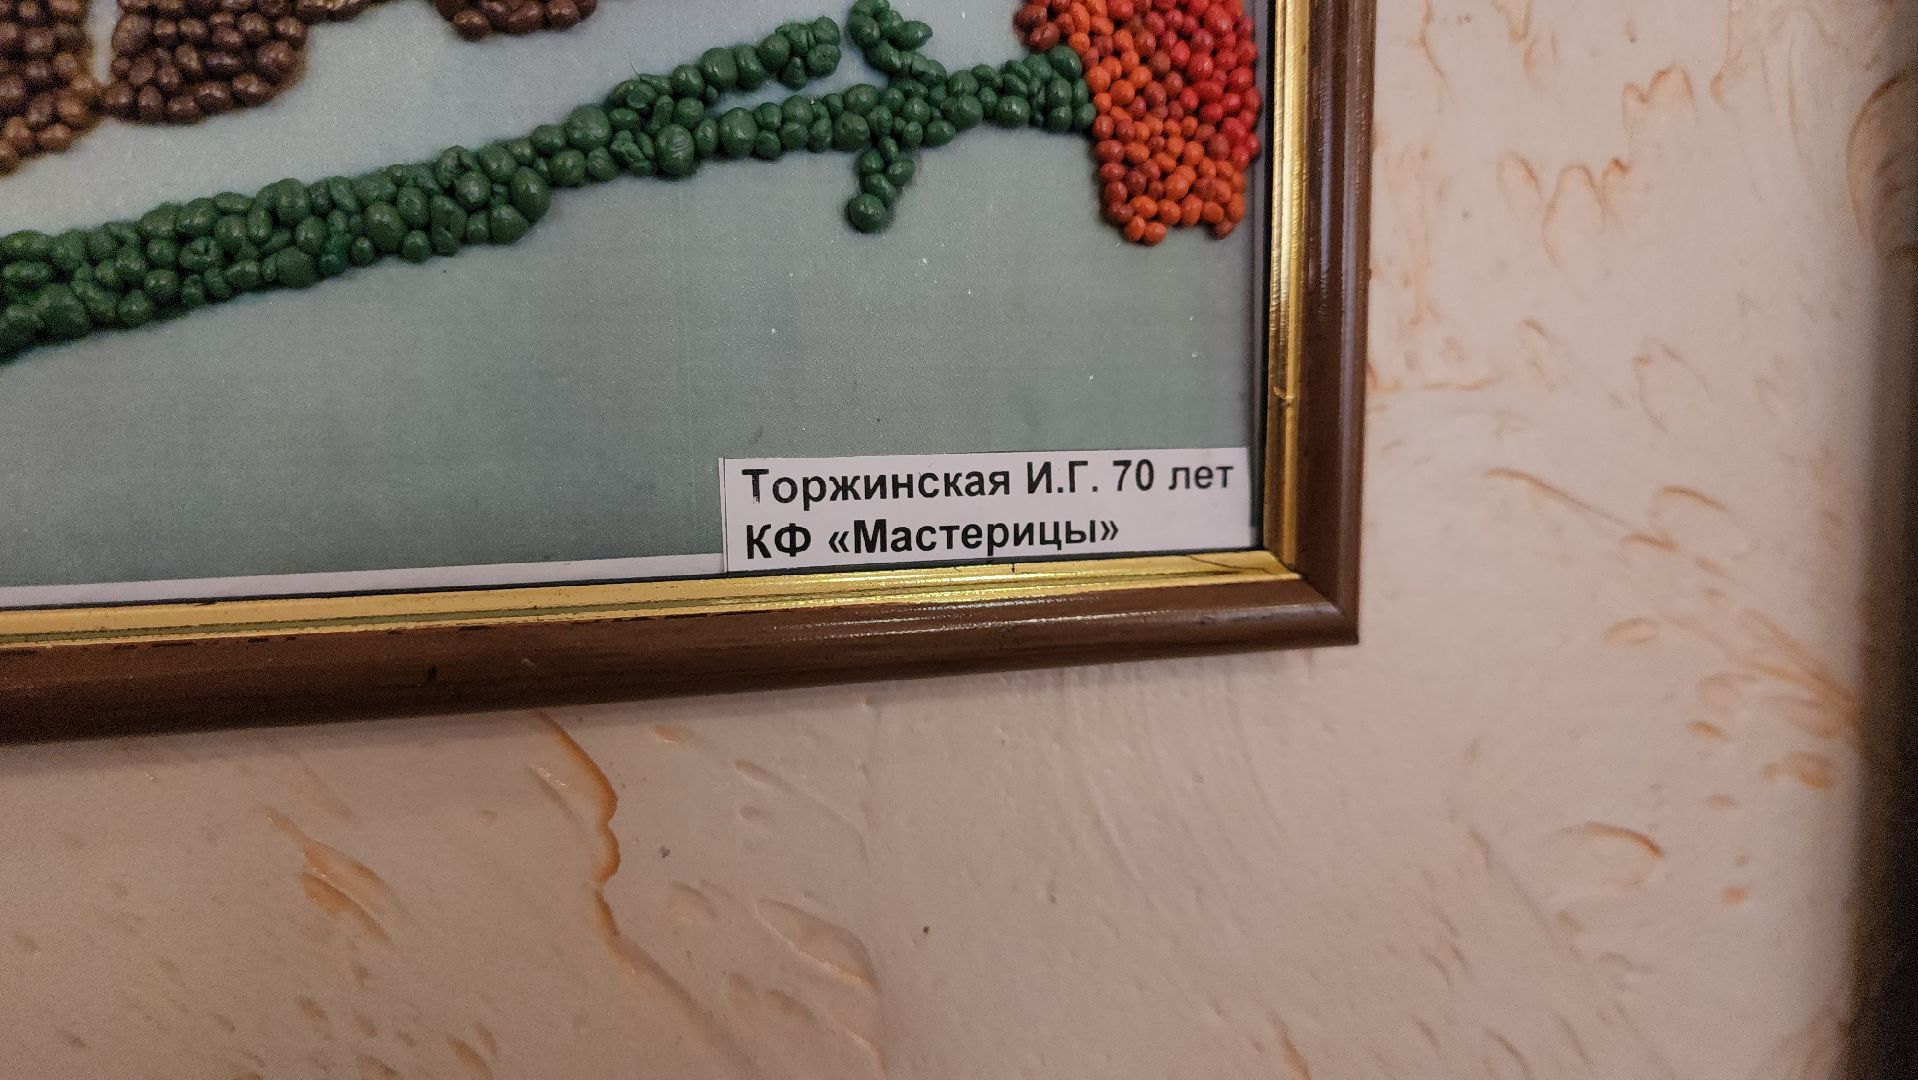 Торжинская И.Г. 70 лет
КФ «Мастерицы»